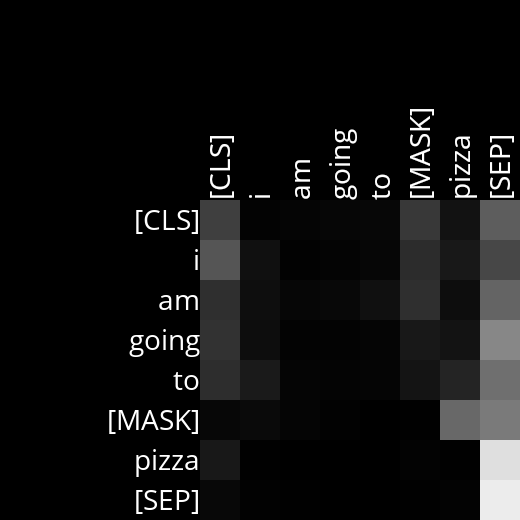 [CLS]
i
am
going
to
[MASK]
pizza
[SEP]
[CLS]
i
am
going
to
[MASK]
pizza
[SEP]